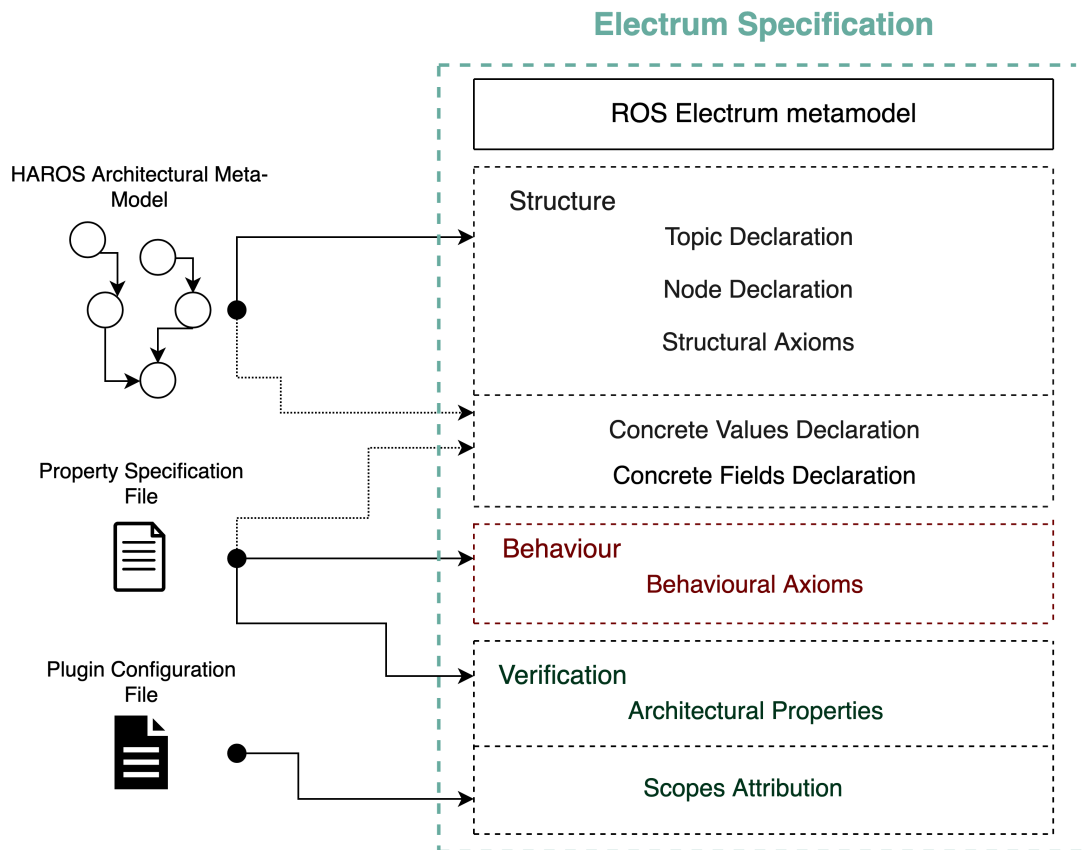 Electrum Specification
ROS Electrum metamodel
HAROS Architectural Meta-
Model
Structure
Topic Declaration
Node Declaration
Structural Axioms
Concrete Values Declaration
Concrete Fields Declaration
Property Specification
File
Behaviour
Behavioural Axioms
Plugin Configuration
File
Verification
Architectural Properties
Scopes Attribution